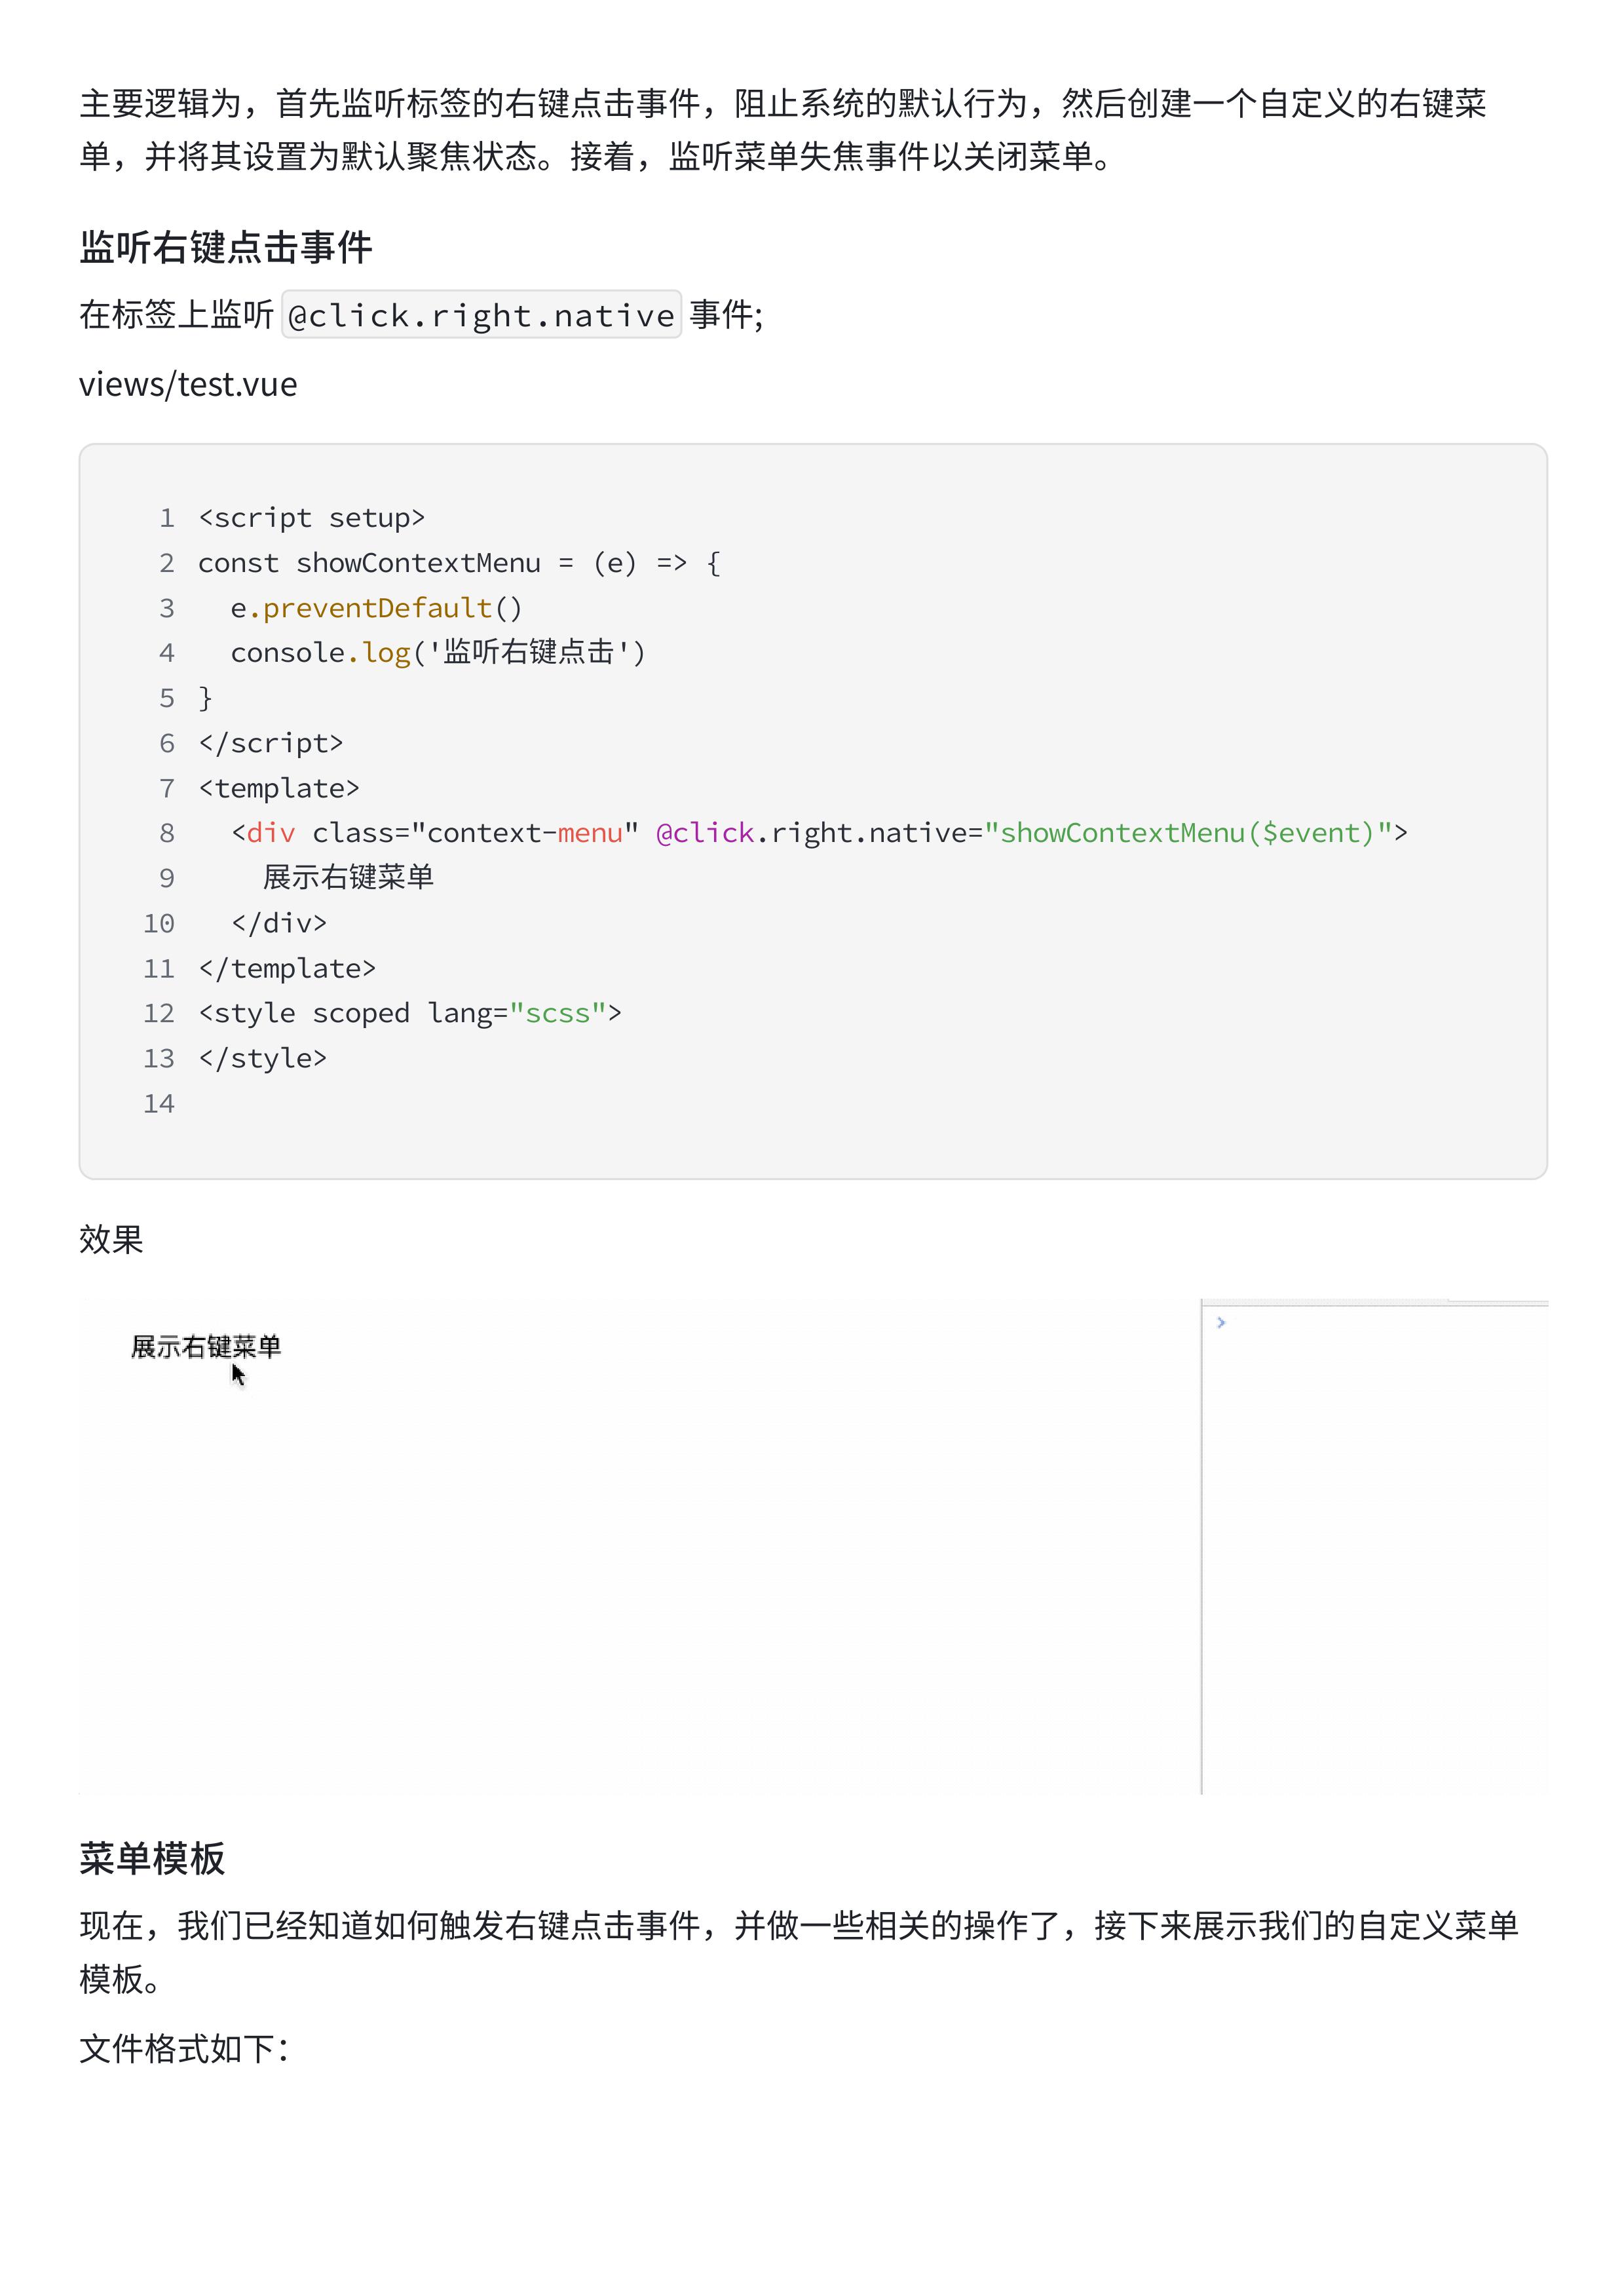 主要逻辑为，首先监听标签的右键点击事件，阻止系统的默认行为，然后创建一个自定义的右键菜
单，并将其设置为默认聚焦状态。接着，监听菜单失焦事件以关闭菜单。
监听右键点击事件
在标签上监听 @click.right.native 事件;
views/test.vue
1 <script setup>
2 const showContextMenu = (e) => {
3   e.preventDefault()
4   console.log('监听右键点击')
5 }
6 </script>
7 <template>
8   <div class="context-menu" @click.right.native="showContextMenu($event)">
9     展示右键菜单
10   </div>
11 </template>
12 <style scoped lang="scss">
13 </style>
14
效果
展示右键菜单
菜单模板
现在，我们已经知道如何触发右键点击事件，并做一些相关的操作了，接下来展示我们的自定义菜单
模板。
文件格式如下：